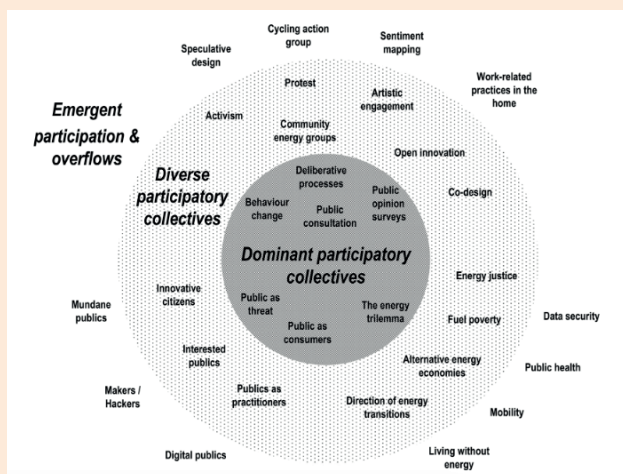 Cycling action
group
Sentiment
mapping
Speculative
design
Work-related
practices in the
home
Protest
Artistic
engagement
Emergent
participation &
overflows
Activism
Community
energy groups
Open innovation
Diverse
participatory
collectives
Deliberative
processes
Behaviour
change
Public
opinion
surveys
Public
consultation
Co-design
Dominant participatory
collectives
Energy justice
Innovative
citizens
Public as
threat
The energy
trilemma
Mundane
publics
Fuel poverty
Data security
Public as
consumers
Interested
publics
Alternative energy
economies
Public health
Makers /
Hackers
Publics as
practitioners
Direction of energy
transitions
Mobility
Digital publics
Living without
energy